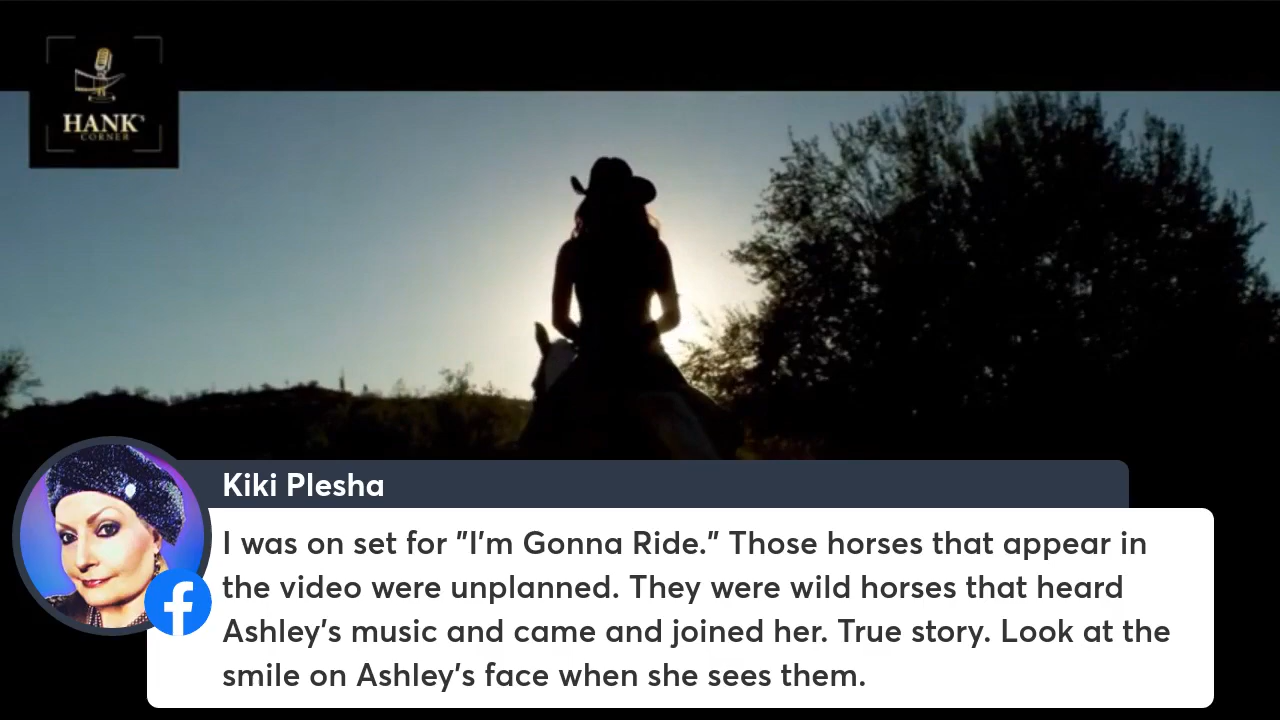 HANK'
CORNER
Kiki Plesha
I was on set for "I'm Gonna Ride." Those horses that appear in
the video were unplanned. They were wild horses that heard
Ashley's music and came and joined her. True story. Look at the
smile on Ashley's face when she sees them.